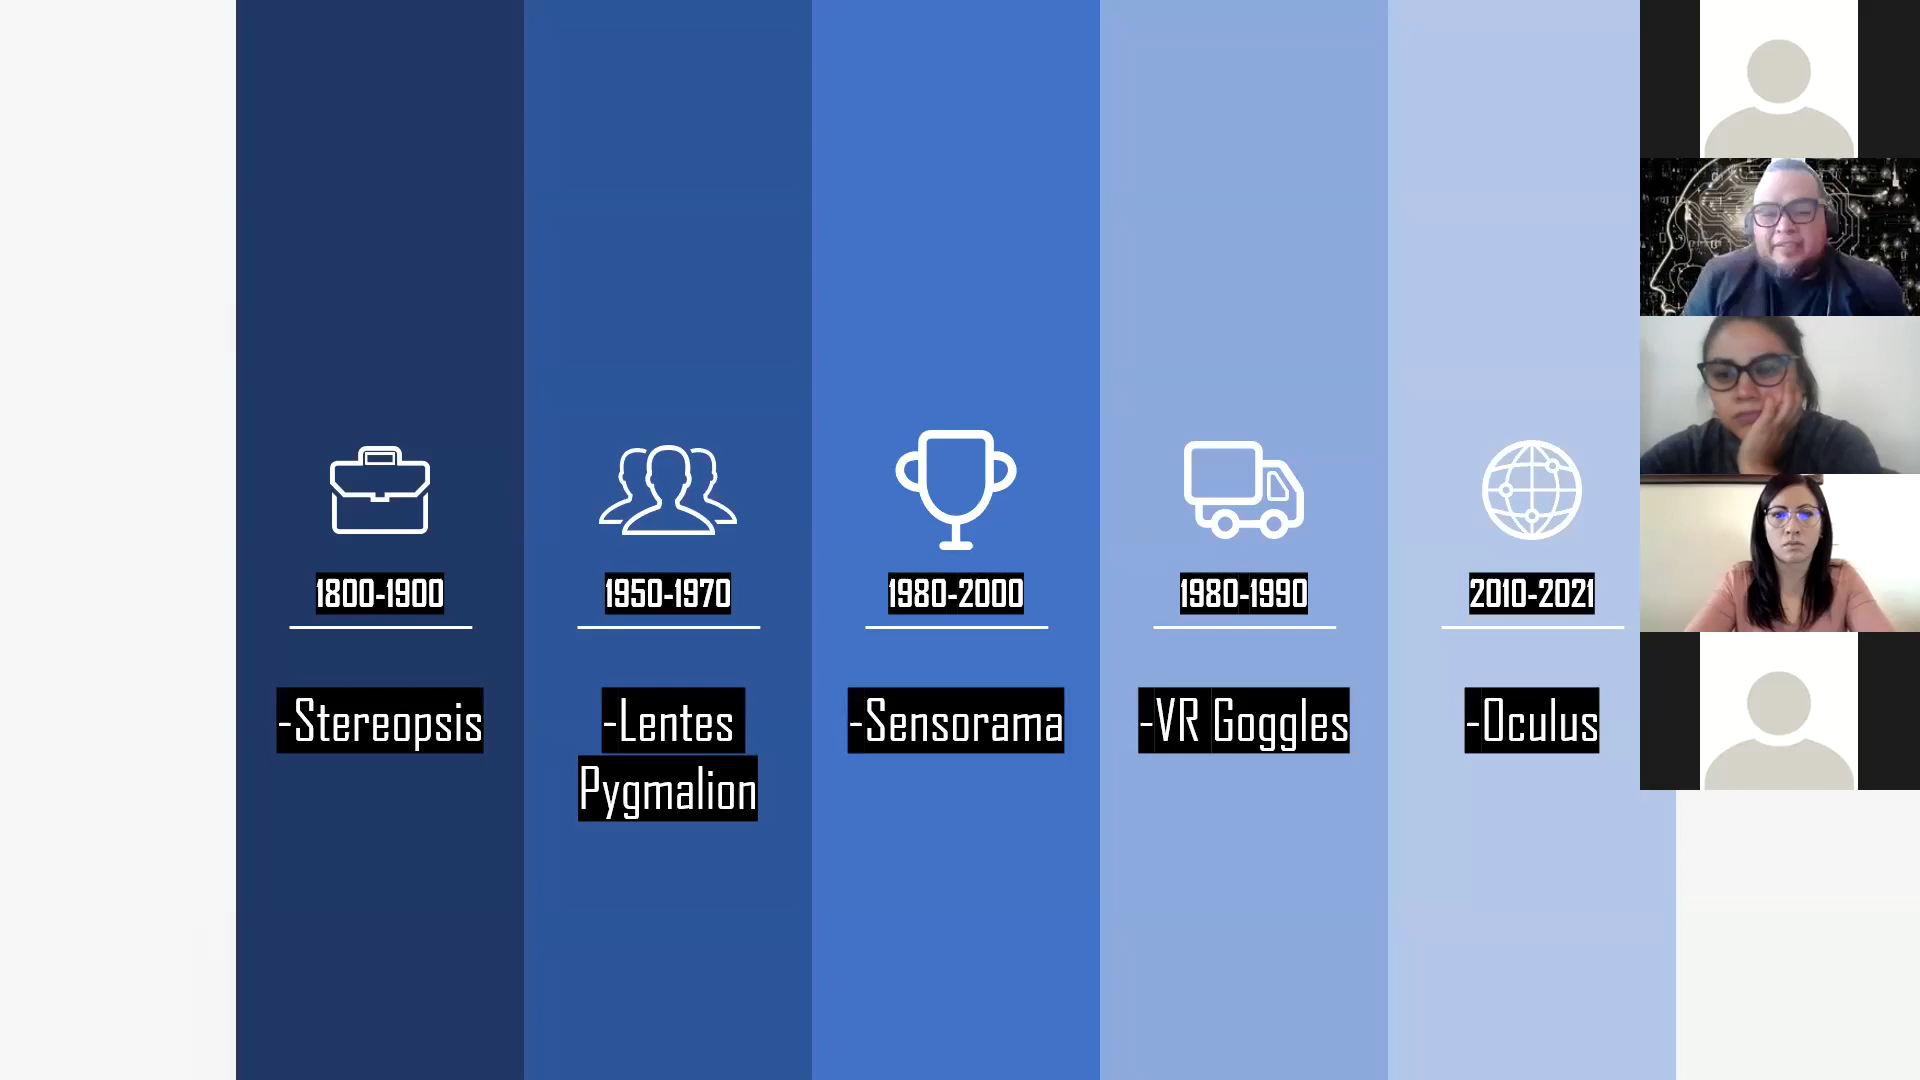 1800-1900
-Stereopsis
1950-1970
-Lentes
Pygmalion
1980-2000
-Sensorama
1980-1990
-VR Goggles
2010-2021
-Oculus